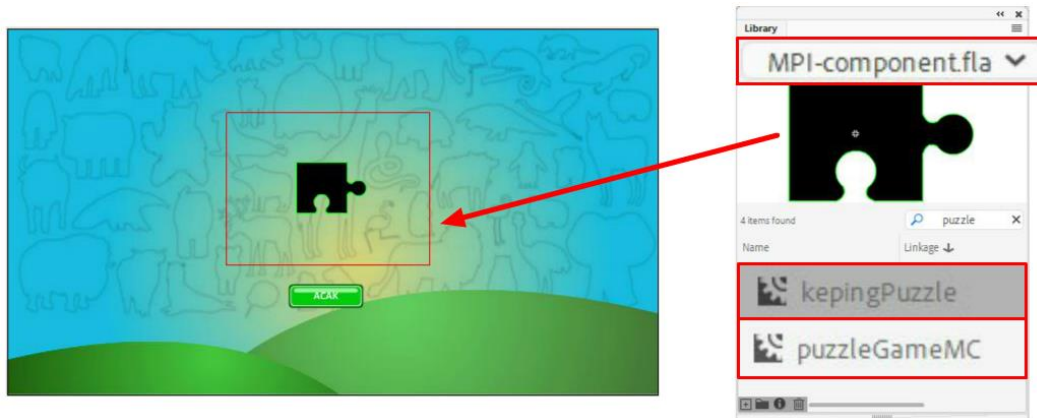 Library
MPI-component.fla
4 items found
puzzle
Name
Linkage
kepingPuzzle
puzzleGameMC
ACAK